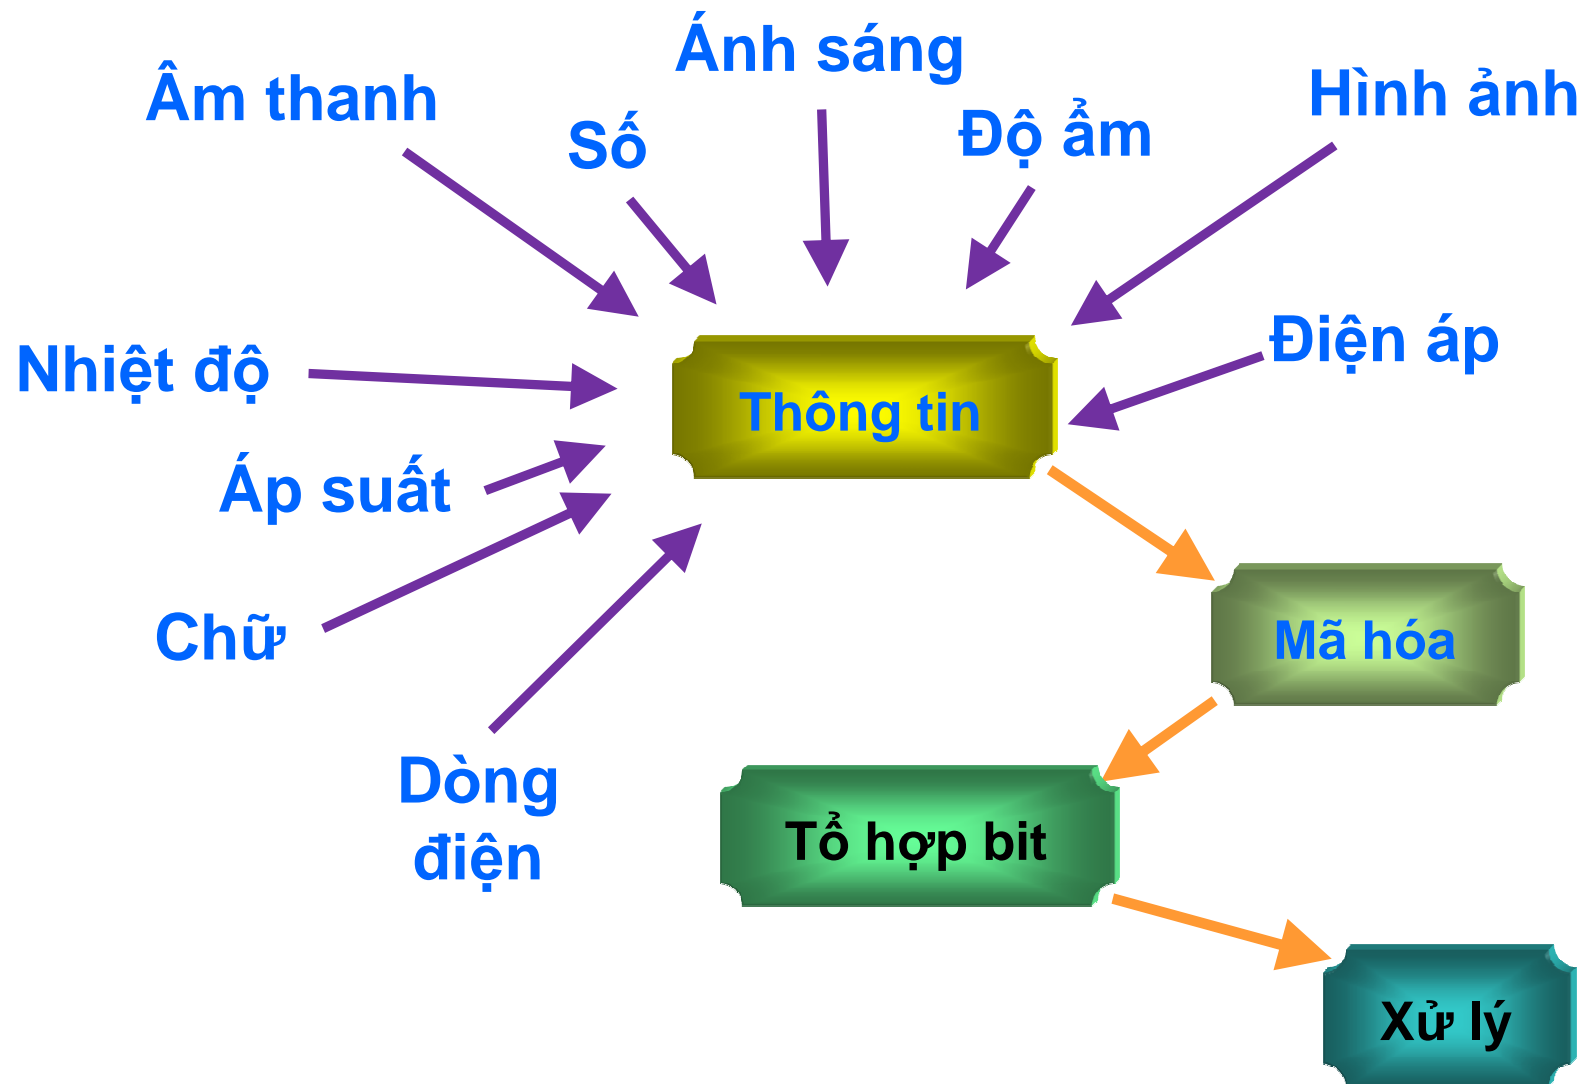 Ánh sáng
Âm thanh
Hình ảnh
Số
Độ ẩm
Nhiệt độ
Điện áp
Thông tin
Áp suất
Chữ
Mã hóa
Dòng
điện
Tổ hợp bit
Xử lý